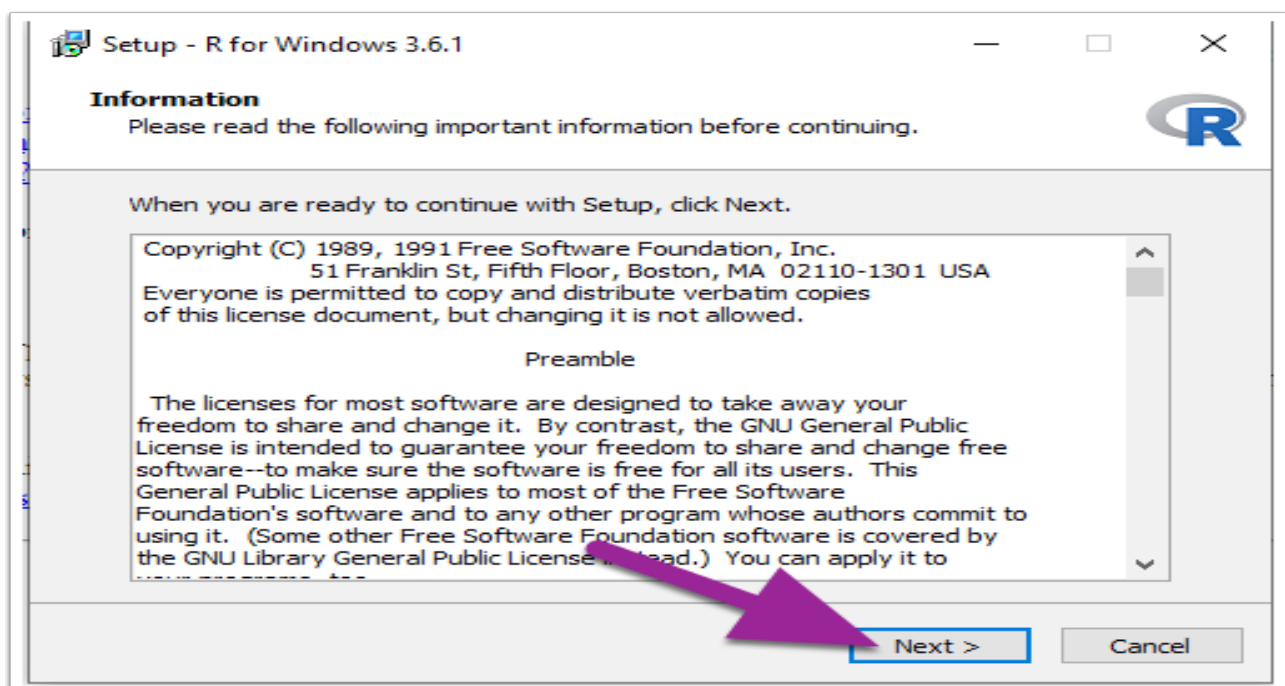 Setup - R for Windows 3.6.1
Information
Please read the following important information before continuing.
R
When you are ready to continue with Setup, click Next.
Copyright (C) 1989, 1991 Free Software Foundation, Inc.
51 Franklin St, Fifth Floor, Boston, MA 02110-1301 USA
Everyone is permitted to copy and distribute verbatim copies
of this license document, but changing it is not allowed.
Preamble
The licenses for most software are designed to take away your
freedom to share and change it. By contrast, the GNU General Public
License is intended to guarantee your freedom to share and change free
software--to make sure the software is free for all its users. This
General Public License applies to most of the Free Software
Foundation's software and to any other program whose authors commit to
using it. (Some other Free Software Foundation software is covered by
the GNU Library General Public License instead.) You can apply it to
Next >
Cancel